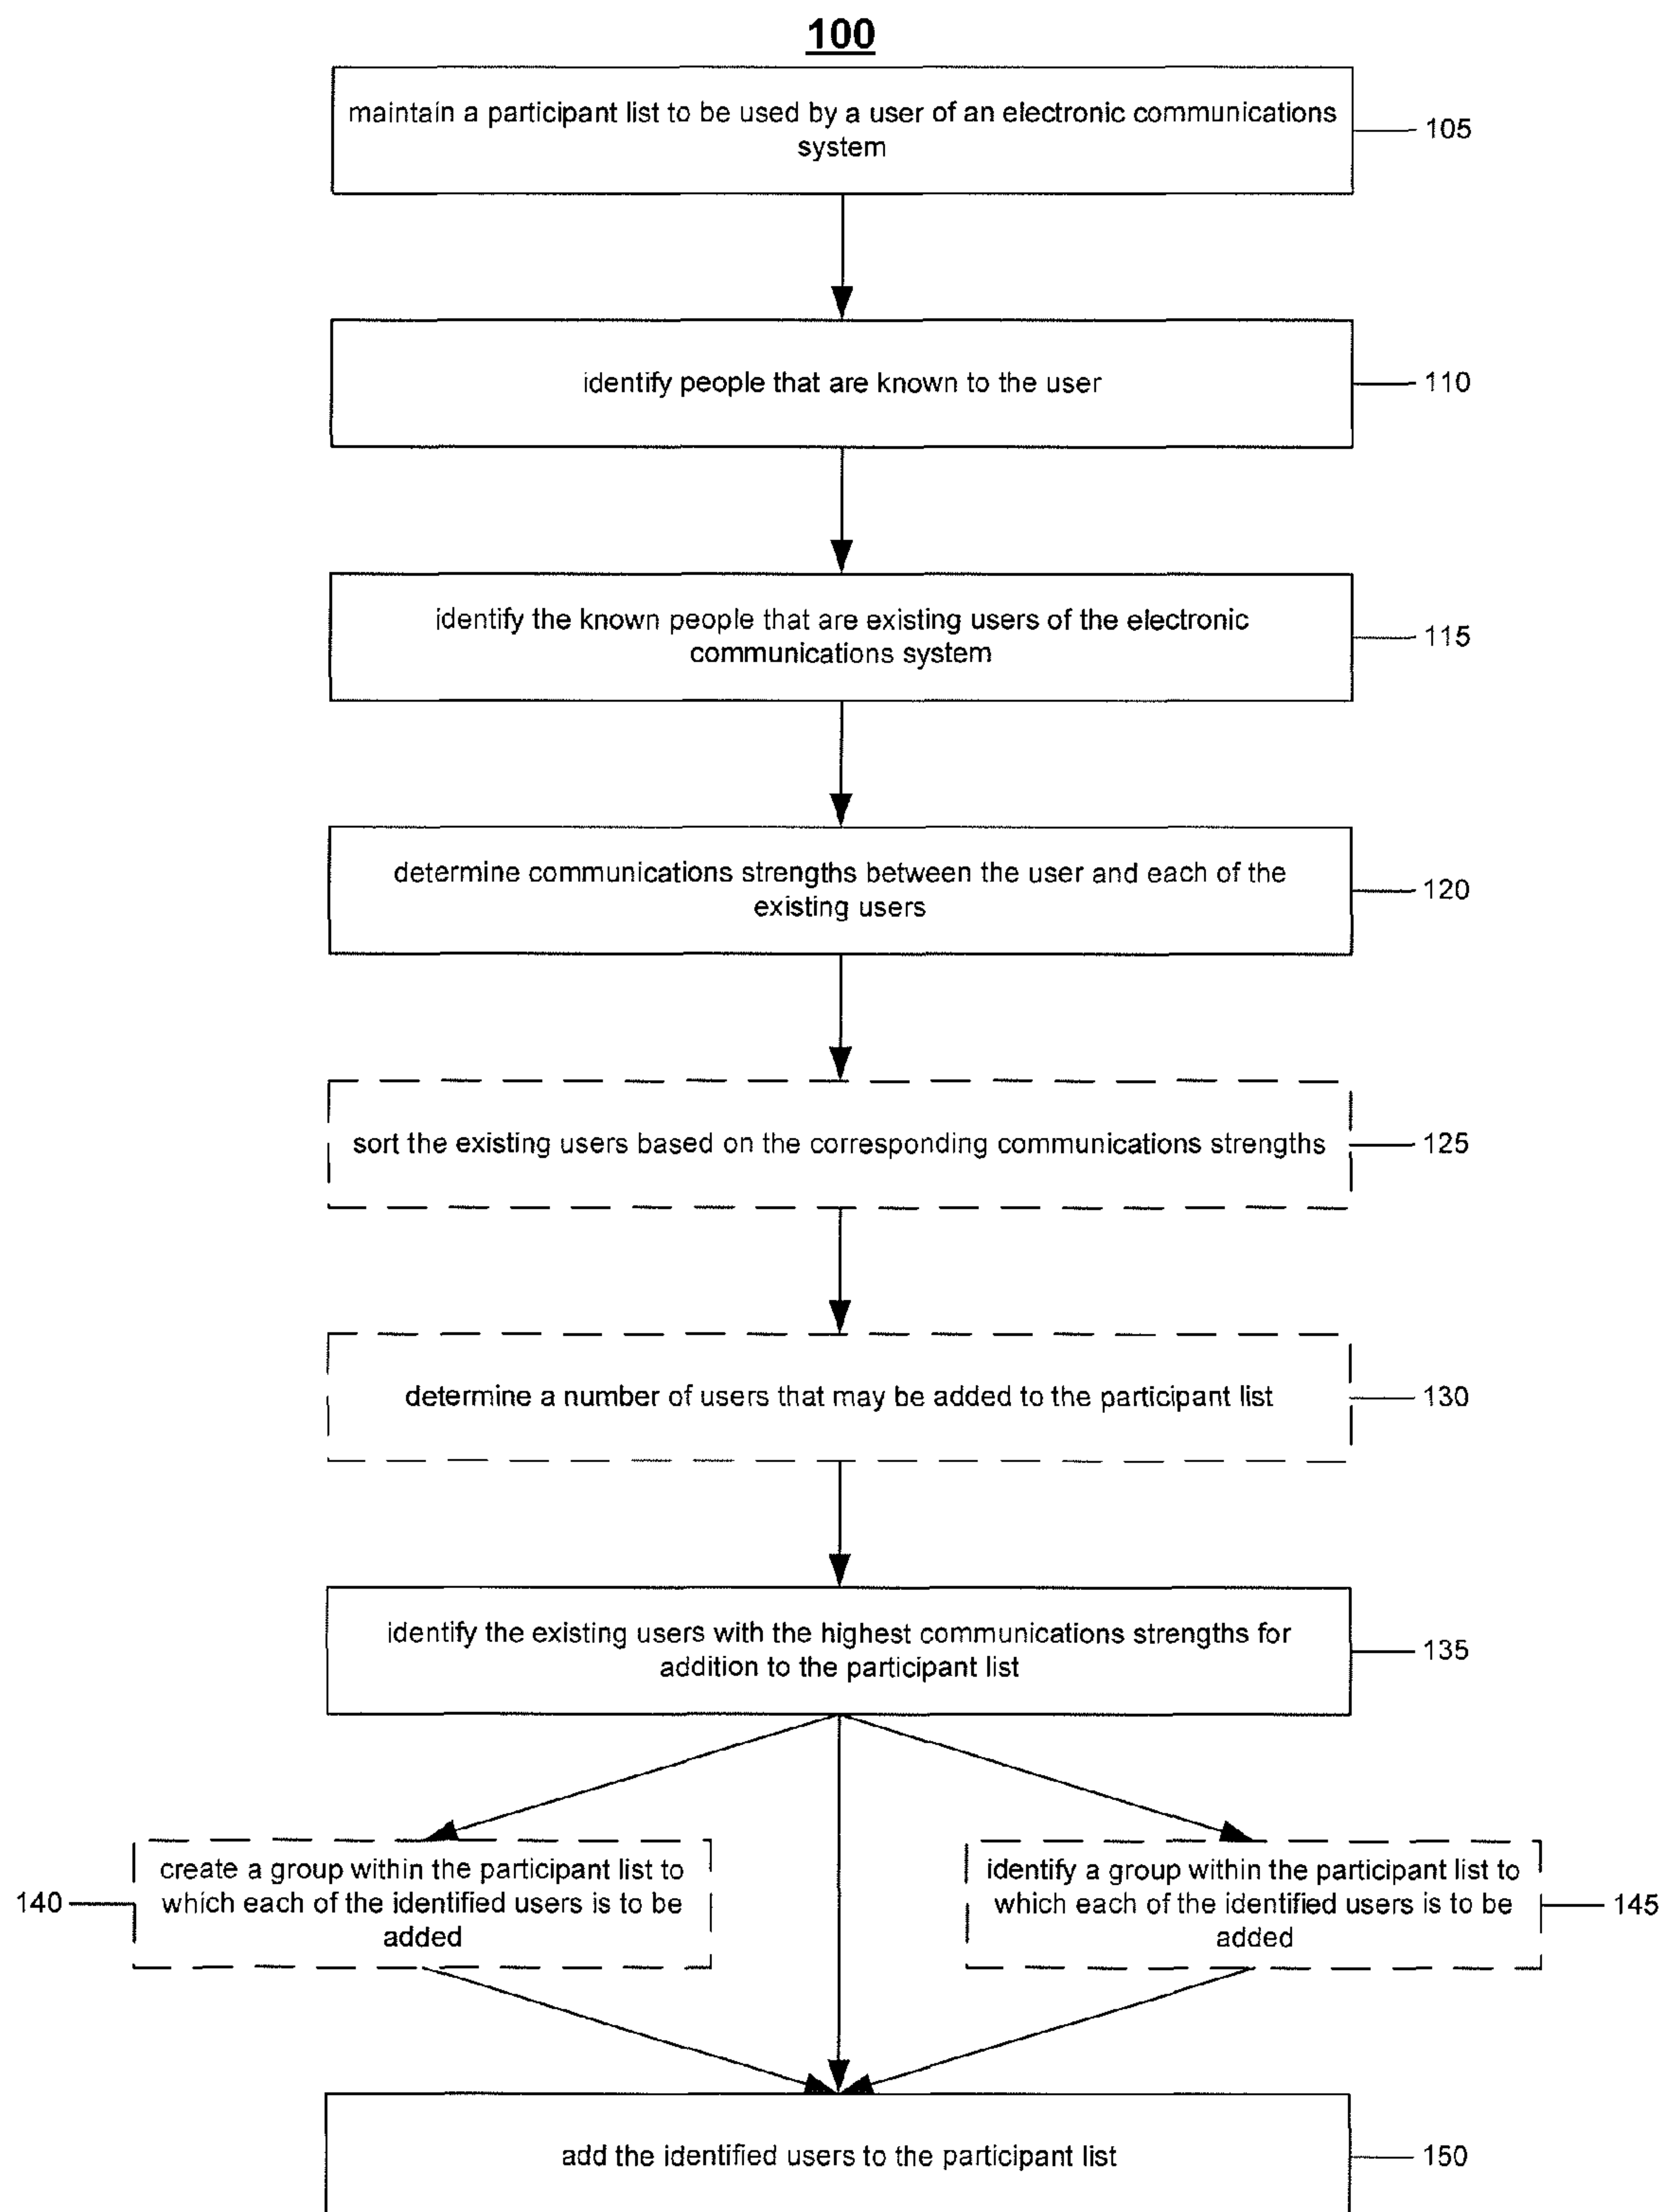 100
maintain a participant list to be used by a user of an electronic communications
system
105
identify people that are known to the user
110
identify the known people that are existing users of the electronic
communications system
115
determine communications strengths between the user and each of the
existing users
120
sort the existing users based on the corresponding communications strengths
125
determine a number of users that may be added to the participant list
130
identify the existing users with the highest communications strengths for
addition to the participant list
135
140
create a group within the participant list to
which each of the identified users is to be
added
identify a group within the participant list to
which each of the identified users is to be
added
145
add the identified users to the participant list
150